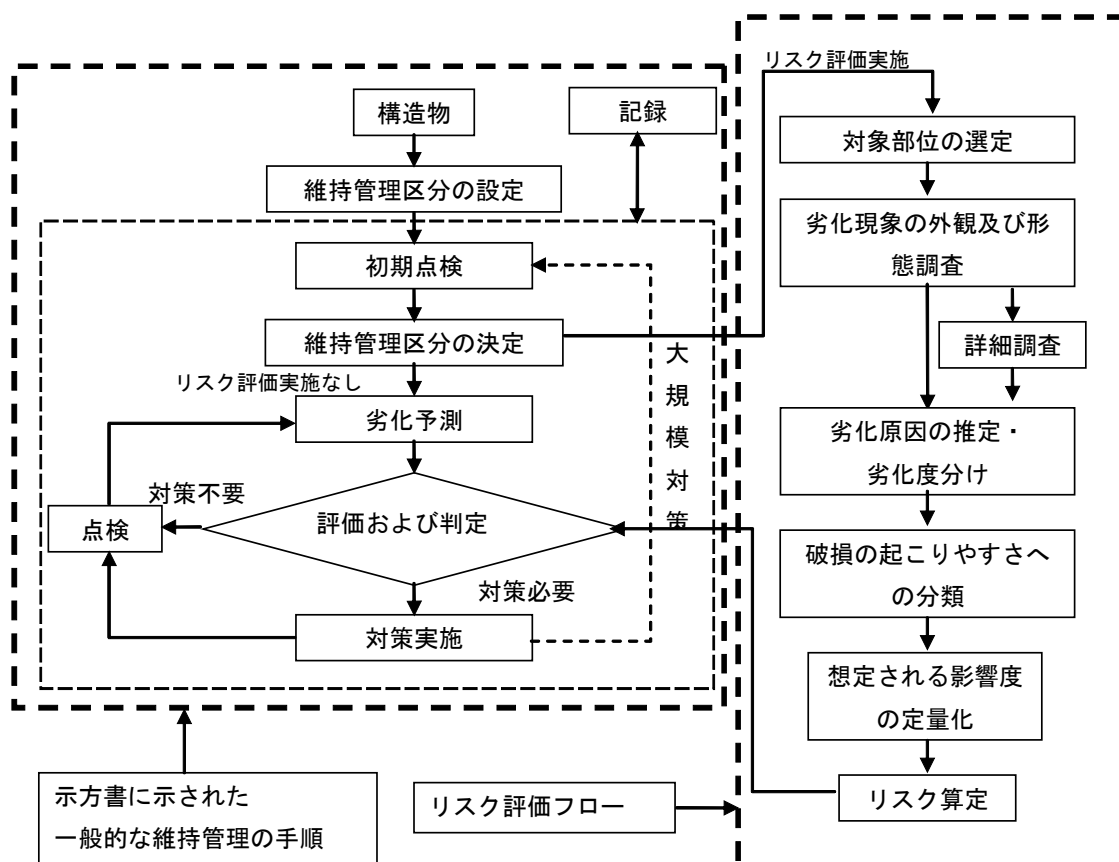 構造物
記録
維持管理区分の設定
初期点検
維持管理区分の決定
リスク評価実施なし
劣化予測
対策不要
点検
評価および判定
対策必要
対策実施
大規模対策
示方書に示された
一般的な維持管理の手順
リスク評価フロー
リスク評価実施
対象部位の選定
劣化現象の外観及び形
態調査
詳細調査
劣化原因の推定・
劣化度分け
破損の起こりやすさへ
の分類
想定される影響度
の定量化
リスク算定